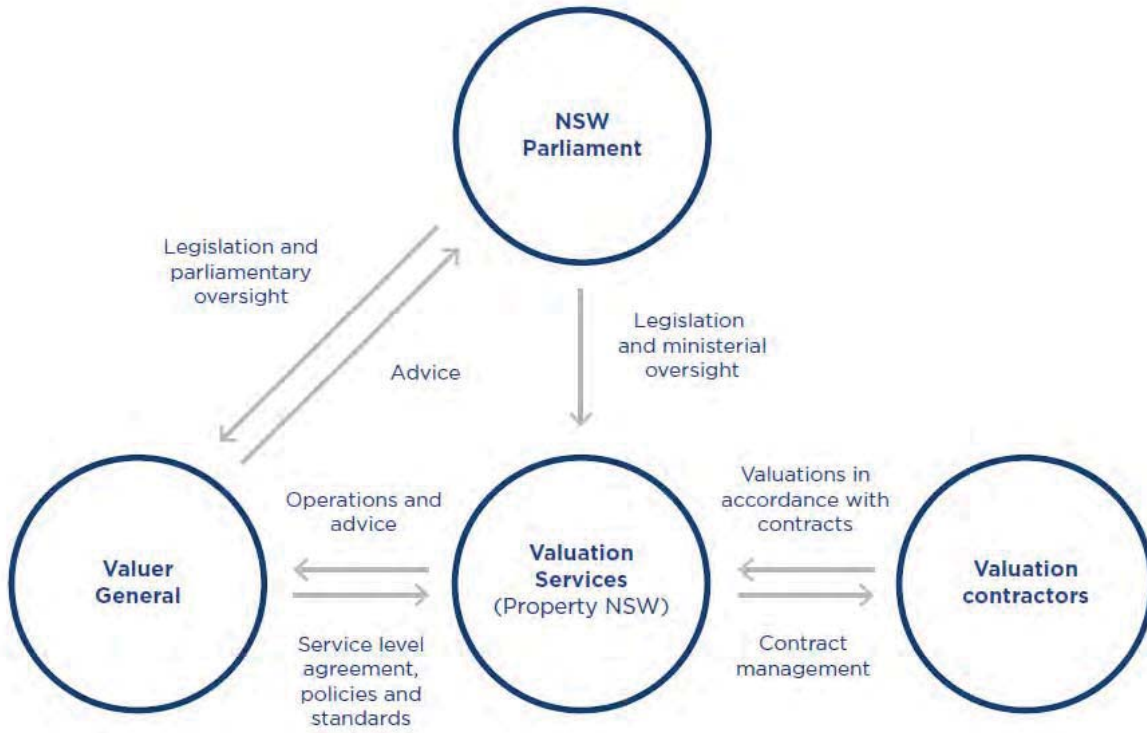 NSW
Parliament
Legislation and
parliamentary
oversight
Legislation
and ministerial
oversight
Advice
Operations and
advice
Valuations in
accordance with
contracts
Valuer
General
Valuation
Services
(Property NSW)
Valuation
contractors
Service level
agreement,
policies and
standards
Contract
management